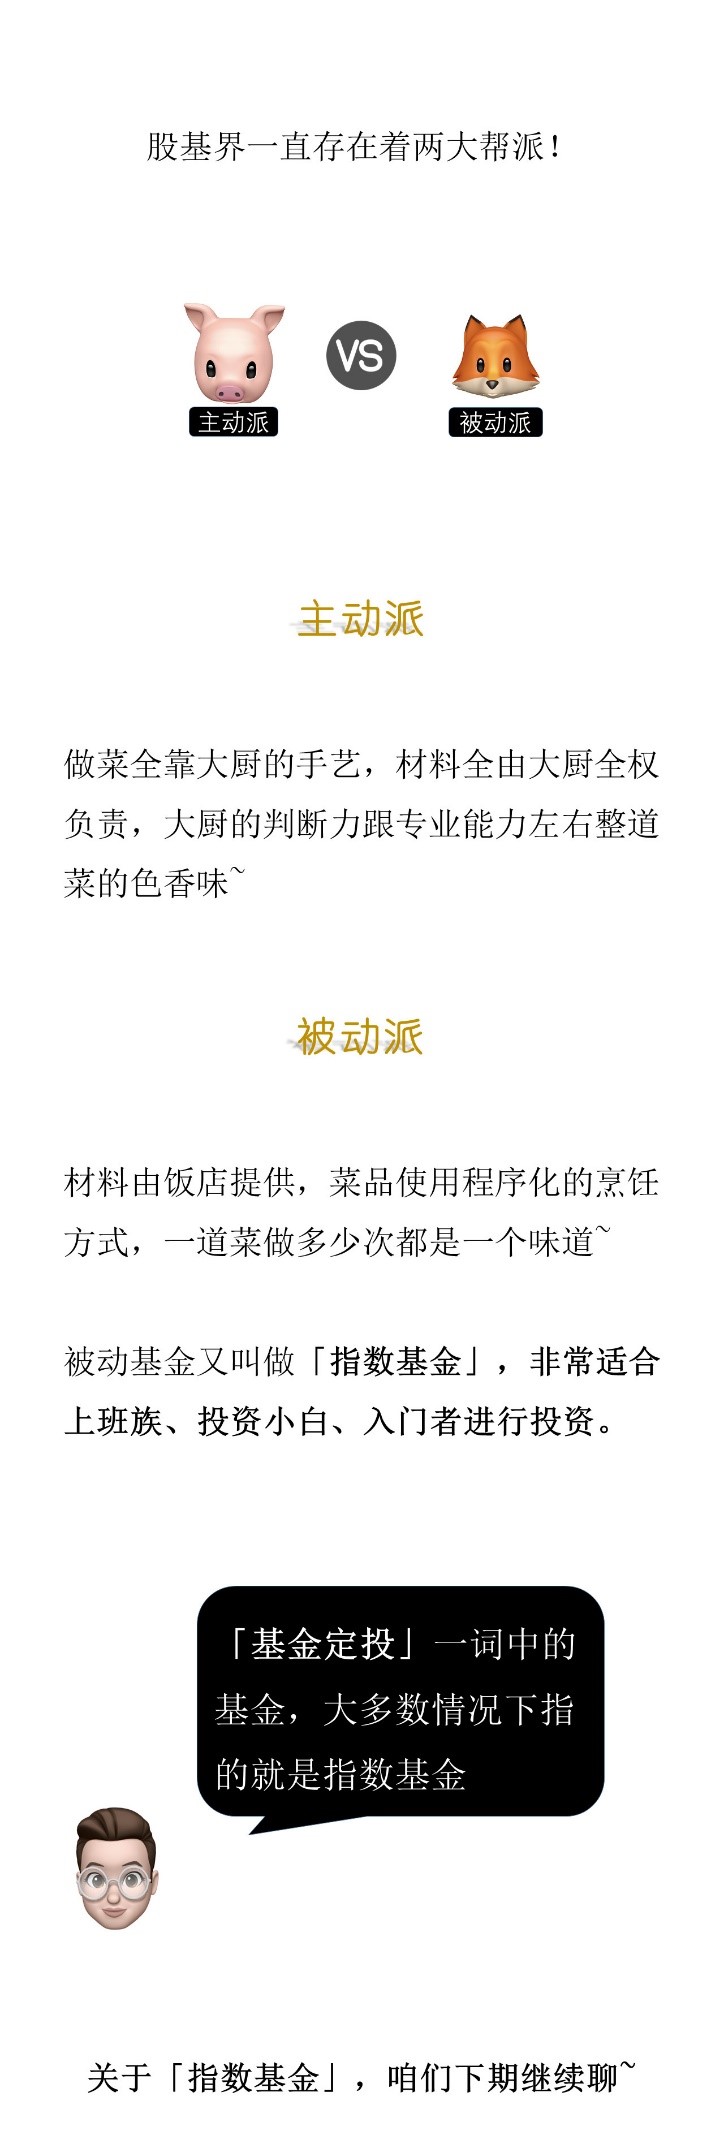 股基界一直存在着两大帮派！
VS
主动派
被动派
主动派
做菜全靠大厨的手艺，材料全由大厨全权
负责，大厨的判断力跟专业能力左右整道
菜的色香味~
被动派
材料由饭店提供，菜品使用程序化的烹饪
方式，一道菜做多少次都是一个味道~
被动基金又叫做「指数基金」，非常适合
上班族、投资小白、入门者进行投资。
「基金定投」一词中的
基金，大多数情况下指
的就是指数基金
关于「指数基金」，咱们下期继续聊~